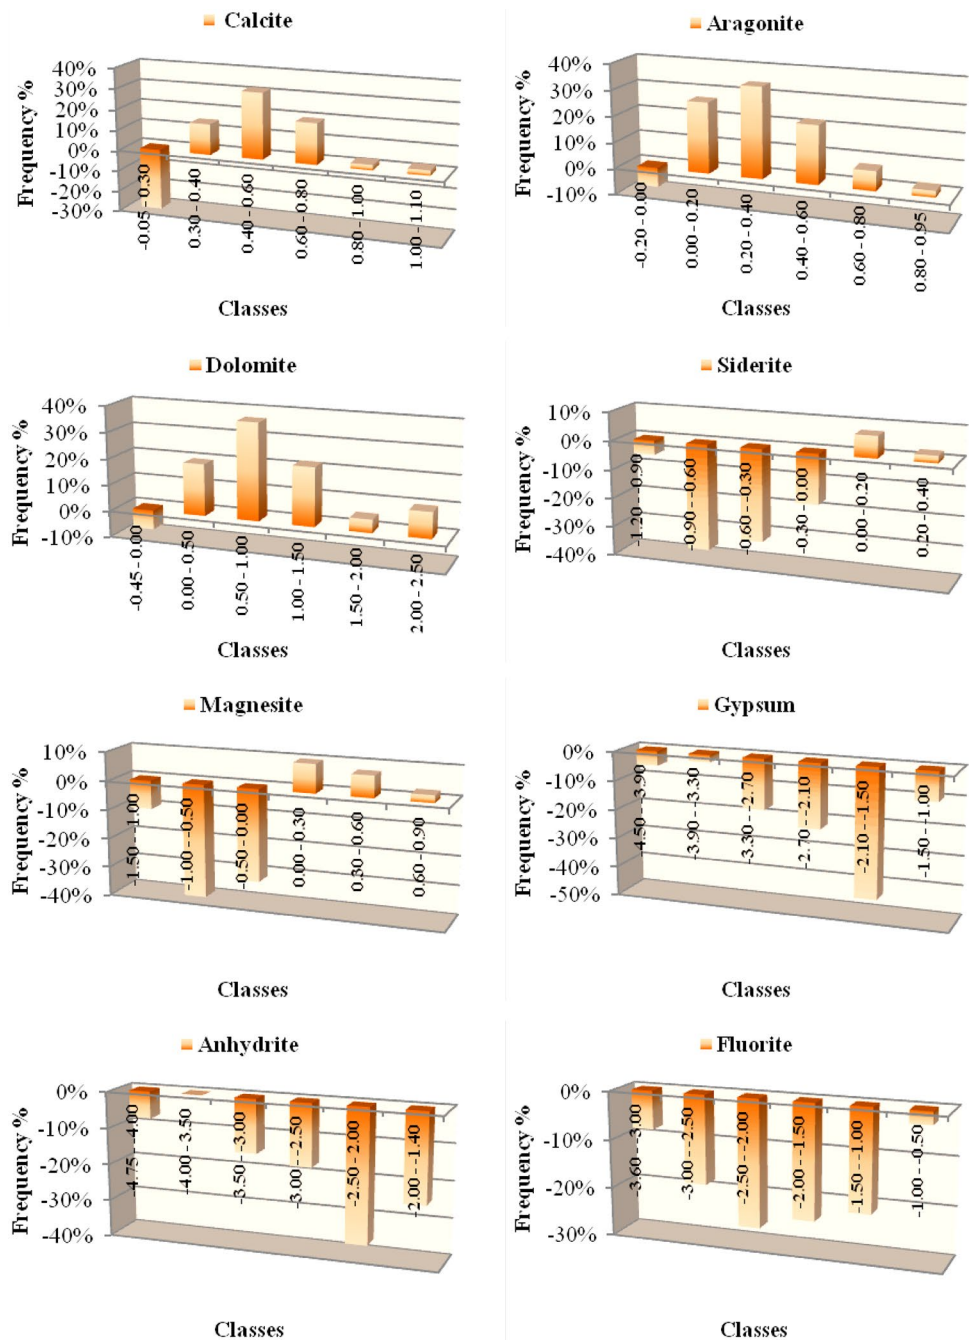 Calcite
Frequency %
40%
30%
20%
10%
0%
-10%
-20%
-30%
-0.05 - 0.30
0.30 - 0.40
0.40 - 0.60
0.60 - 0.80
0.80 - 1.00
1.00 - 1.10
Classes
Aragonite
Frequency %
40%
30%
20%
10%
0%
-10%
-0.20 - 0.00
0.00 - 0.20
0.20 - 0.40
0.40 - 0.60
0.60 - 0.80
0.80 - 0.95
Classes
Dolomite
Frequency %
40%
30%
20%
10%
0%
-10%
-0.45 - 0.00
0.00 - 0.50
0.50 - 1.00
1.00 - 1.50
1.50 - 2.00
2.00 - 2.50
Classes
Siderite
Frequency %
10%
0%
-10%
-20%
-30%
-40%
-1.20 - -0.90
-0.90 - -0.60
-0.60 - -0.30
-0.30 - 0.00
0.00 - 0.20
0.20 - 0.40
Classes
Magnesite
Frequency %
10%
0%
-10%
-20%
-30%
-40%
-1.50 - -1.00
-1.00 - -0.50
-0.50 - 0.00
0.00 - 0.30
0.30 - 0.60
0.60 - 0.90
Classes
Gypsum
Frequency %
0%
-10%
-20%
-30%
-40%
-50%
-4.50 - -3.90
-3.90 - -3.30
-3.30 - -2.70
-2.70 - -2.10
-2.10 - -1.50
-1.50 - -1.00
Classes
Anhydrite
Frequency %
0%
-10%
-20%
-30%
-40%
-4.75 - -4.00
-4.00 - -3.50
-3.50 - -3.00
-3.00 - -2.50
-2.50 - -2.00
-2.00 - -1.40
Classes
Fluorite
Frequency %
0%
-10%
-20%
-30%
-3.60 - -3.00
-3.00 - -2.50
-2.50 - -2.00
-2.00 - -1.50
-1.50 - -1.00
-1.00 - -0.50
Classes